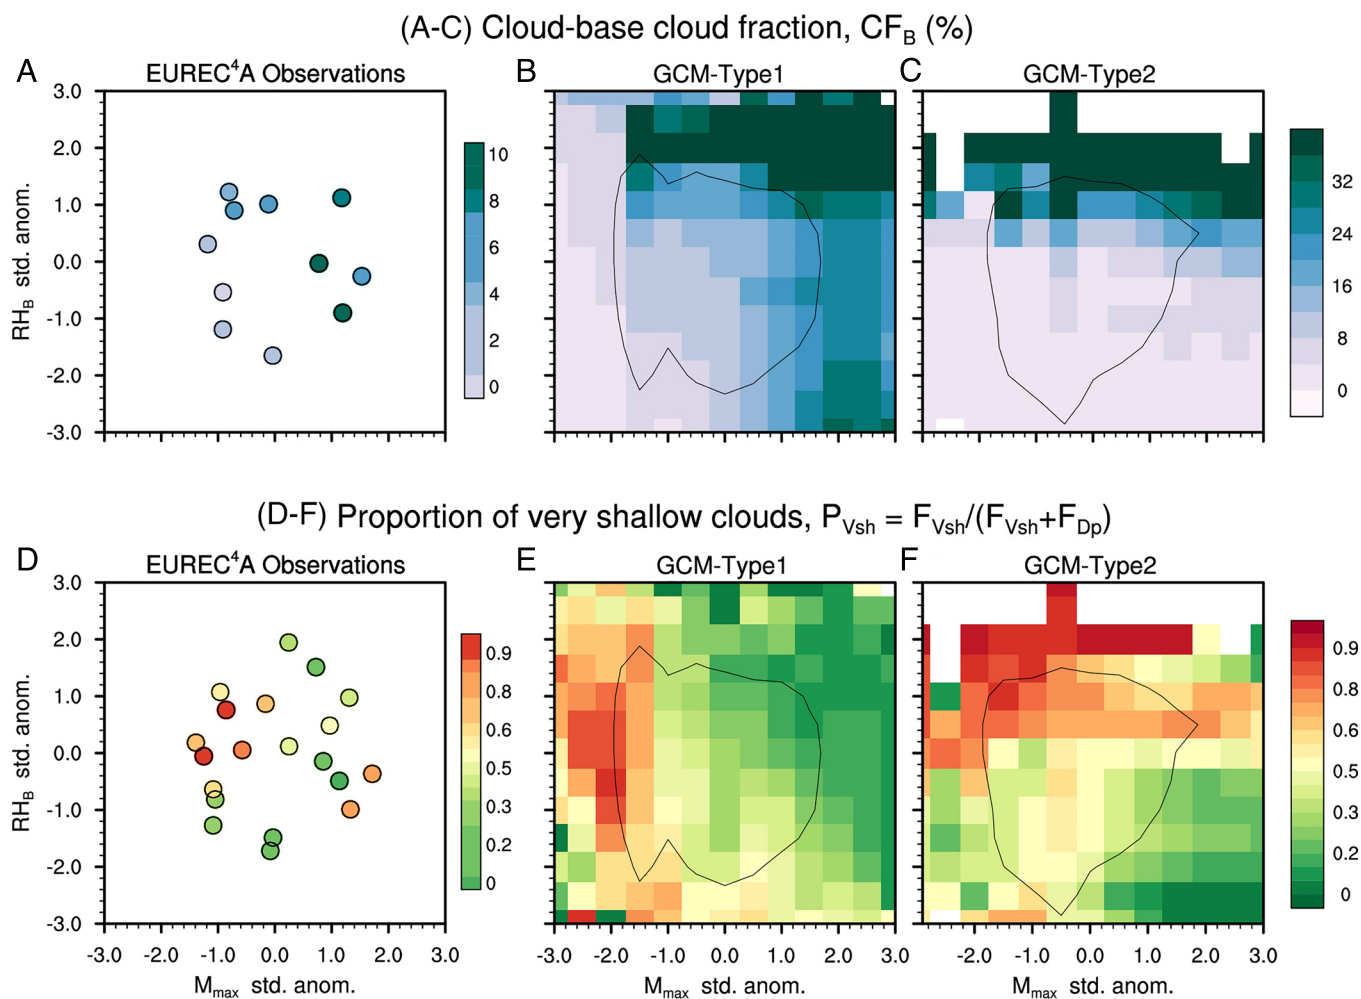 (A-C) Cloud-base cloud fraction, CF_B (%)
A
EUREC⁴A Observations
B
GCM-Type1
C
GCM-Type2
3.0
2.0
1.0
0.0
-1.0
-2.0
-3.0
RH_B std. anom.
10
8
6
4
2
0
32
24
16
8
0
(D-F) Proportion of very shallow clouds, P_Vsh = F_Vsh/(F_Vsh+F_Dp)
D
EUREC⁴A Observations
E
GCM-Type1
F
GCM-Type2
3.0
2.0
1.0
0.0
-1.0
-2.0
-3.0
RH_B std. anom.
0.9
0.8
0.6
0.5
0.3
0.2
0
0.9
0.8
0.6
0.5
0.3
0.2
0
-3.0 -2.0 -1.0 0.0 1.0 2.0 -3.0 -2.0 -1.0 0.0 1.0 2.0 3.0 -2.0 -1.0 0.0 1.0 2.0 3.0
M_max std. anom.
M_max std. anom.
M_max std. anom.